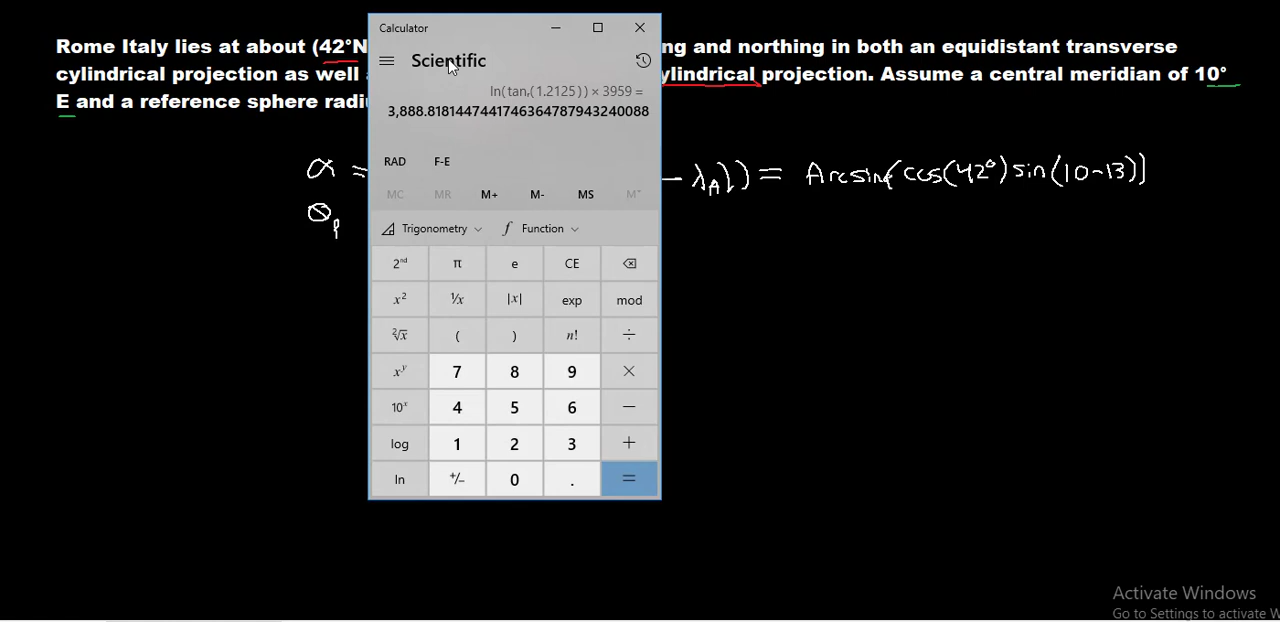 Calculator
Rome Italy lies at about (42°N
ng and northing in both an equidistant transverse
Scientific
cylindrical projection as well
ylindrical projection. Assume a central meridian of 10°
ln(tanᵣ(1.2125)) × 3959 =
E and a reference sphere radi
3,888.8181447441746364787943240088
RAD F-E
α = - λA)) = Arcsin(cos(42°)sin(10-13))
MC MR M+ M- MS M˅
θp
Trigonometry f Function
2ⁿᵈ π e CE
x² ¹/x |x| exp mod
²√x ( ) n! ÷
xʸ 7 8 9 ×
10ˣ 4 5 6 −
log 1 2 3 +
ln +/− 0 . =
Activate Windows
Go to Settings to activate W